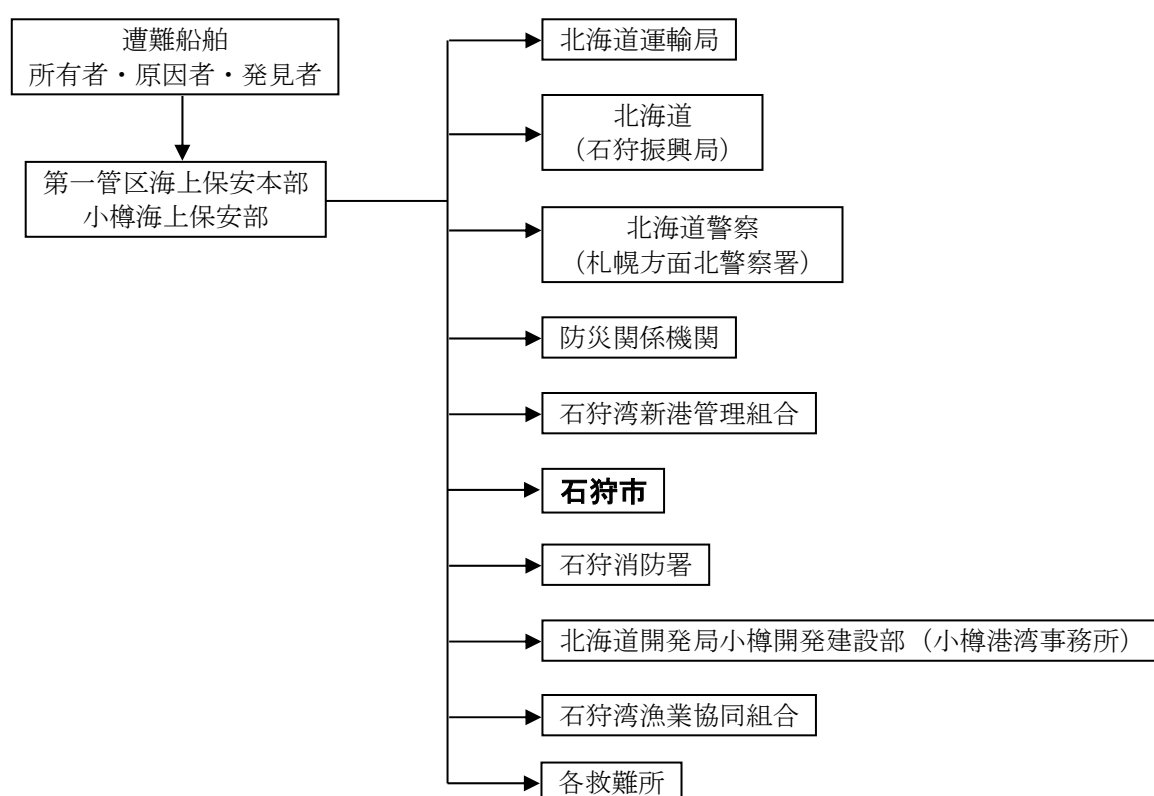 遭難船舶
所有者・原因者・発見者
第一管区海上保安本部
小樽海上保安部
北海道運輸局
北海道
（石狩振興局）
北海道警察
（札幌方面北警察署）
防災関係機関
石狩湾新港管理組合
石狩市
石狩消防署
北海道開発局小樽開発建設部（小樽港湾事務所）
石狩湾漁業協同組合
各救難所